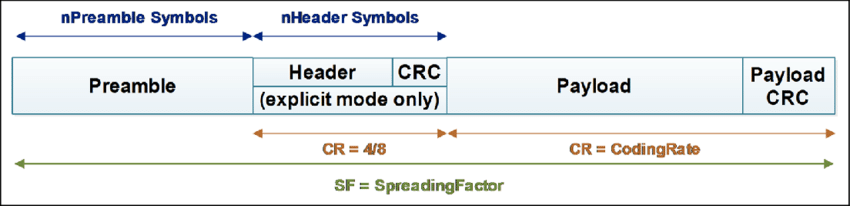 nPreamble Symbols nHeader Symbols
Preamble Header CRC Payload Payload CRC
(explicit mode only)
CR = 4/8 CR = CodingRate
SF = SpreadingFactor